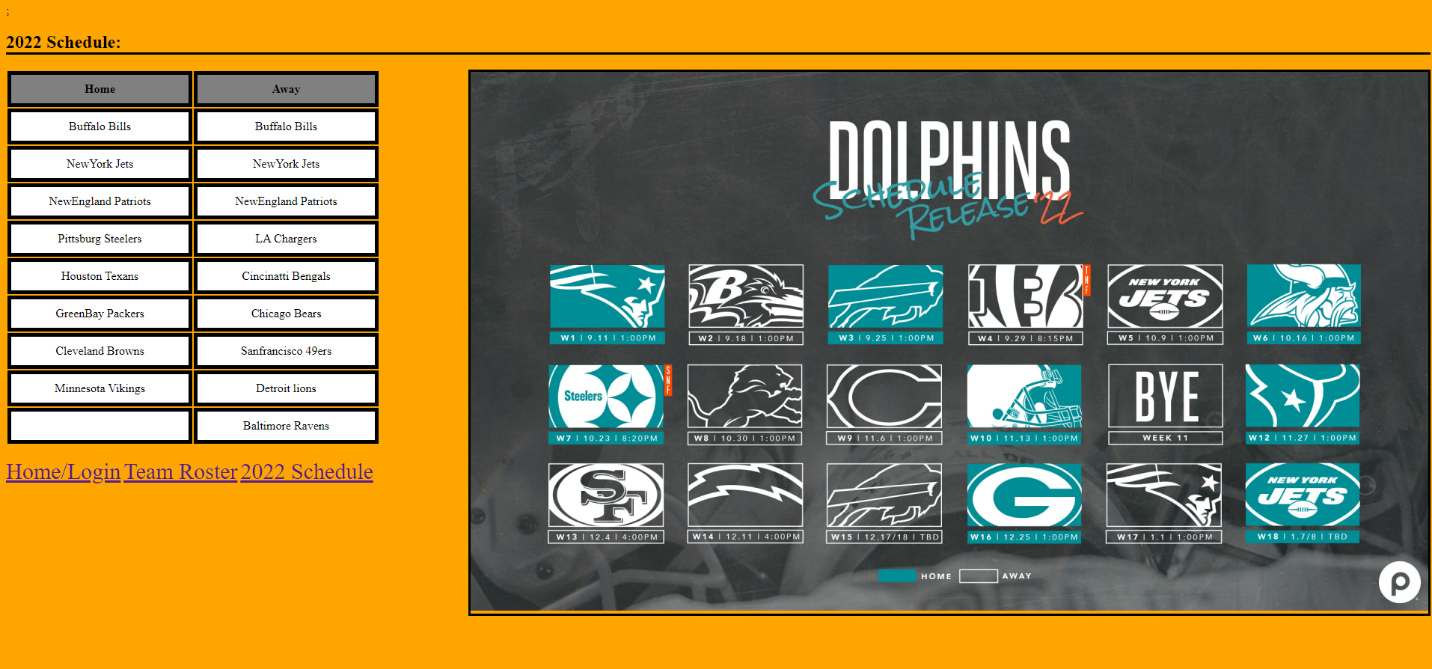 ;
2022 Schedule:
Home Away
Buffalo Bills Buffalo Bills
NewYork Jets NewYork Jets
NewEngland Patriots NewEngland Patriots
Pittsburg Steelers LA Chargers
Houston Texans Cincinatti Bengals
GreenBay Packers Chicago Bears
Cleveland Browns Sanfrancisco 49ers
Minnesota Vikings Detroit lions
Baltimore Ravens
Home/Login Team Roster 2022 Schedule
DOLPHINS
SCHEDULE
RELEASE '22
B B NEW YORK
JETS
TNF
W1 | 9.11 | 1:00PM W2 | 9.18 | 1:00PM W3 | 9.25 | 1:00PM W4 | 9.29 | 8:15PM W5 | 10.9 | 1:00PM W6 | 10.16 | 1:00PM
Steelers SNF C BYE
W7 | 10.23 | 8:20PM W8 | 10.30 | 1:00PM W9 | 11.6 | 1:00PM W10 | 11.13 | 1:00PM WEEK 11 W12 | 11.27 | 1:00PM
SF G NEW YORK
JETS
W13 | 12.4 | 4:00PM W14 | 12.11 | 4:00PM W15 | 12.17/18 | TBD W16 | 12.25 | 1:00PM W17 | 1.1 | 1:00PM W18 | 1.7/8 | TBD
HOME AWAY
p